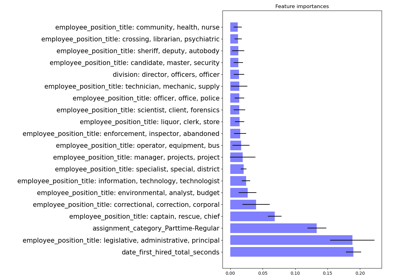 Feature importances
employee_position_title: community, health, nurse
employee_position_title: crossing, librarian, psychiatric
employee_position_title: sheriff, deputy, autobody
employee_position_title: candidate, master, security
division: director, officers, officer
employee_position_title: technician, mechanic, supply
employee_position_title: officer, office, police
employee_position_title: scientist, client, forensics
employee_position_title: liquor, clerk, store
employee_position_title: enforcement, inspector, abandoned
employee_position_title: operator, equipment, bus
employee_position_title: manager, projects, project
employee_position_title: specialist, special, district
employee_position_title: information, technology, technologist
employee_position_title: environmental, analyst, budget
employee_position_title: correctional, correction, corporal
employee_position_title: captain, rescue, chief
assignment_category_Parttime-Regular
employee_position_title: legislative, administrative, principal
date_first_hired_total_seconds
0.00 0.05 0.10 0.15 0.20